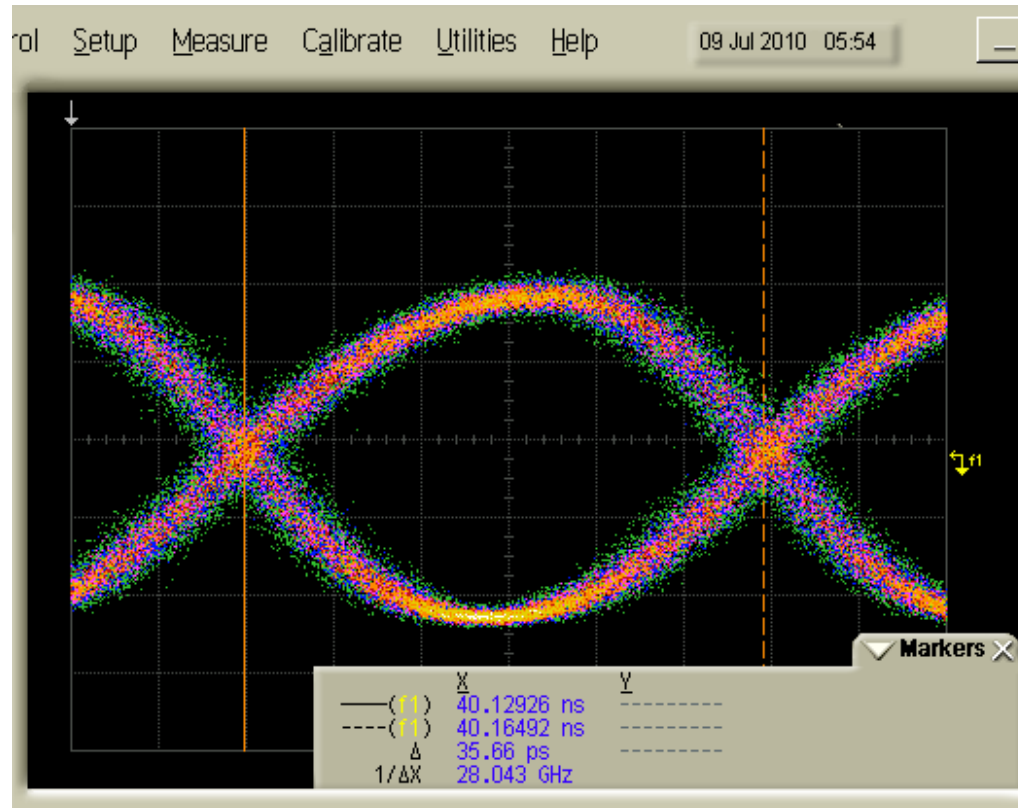 rol Setup Measure Calibrate Utilities Help 09 Jul 2010 05:54
f1
Markers
X Y
(f1) 40.12926 ns ---------
(f1) 40.16492 ns ---------
Δ 35.66 ps ---------
1/ΔX 28.043 GHz